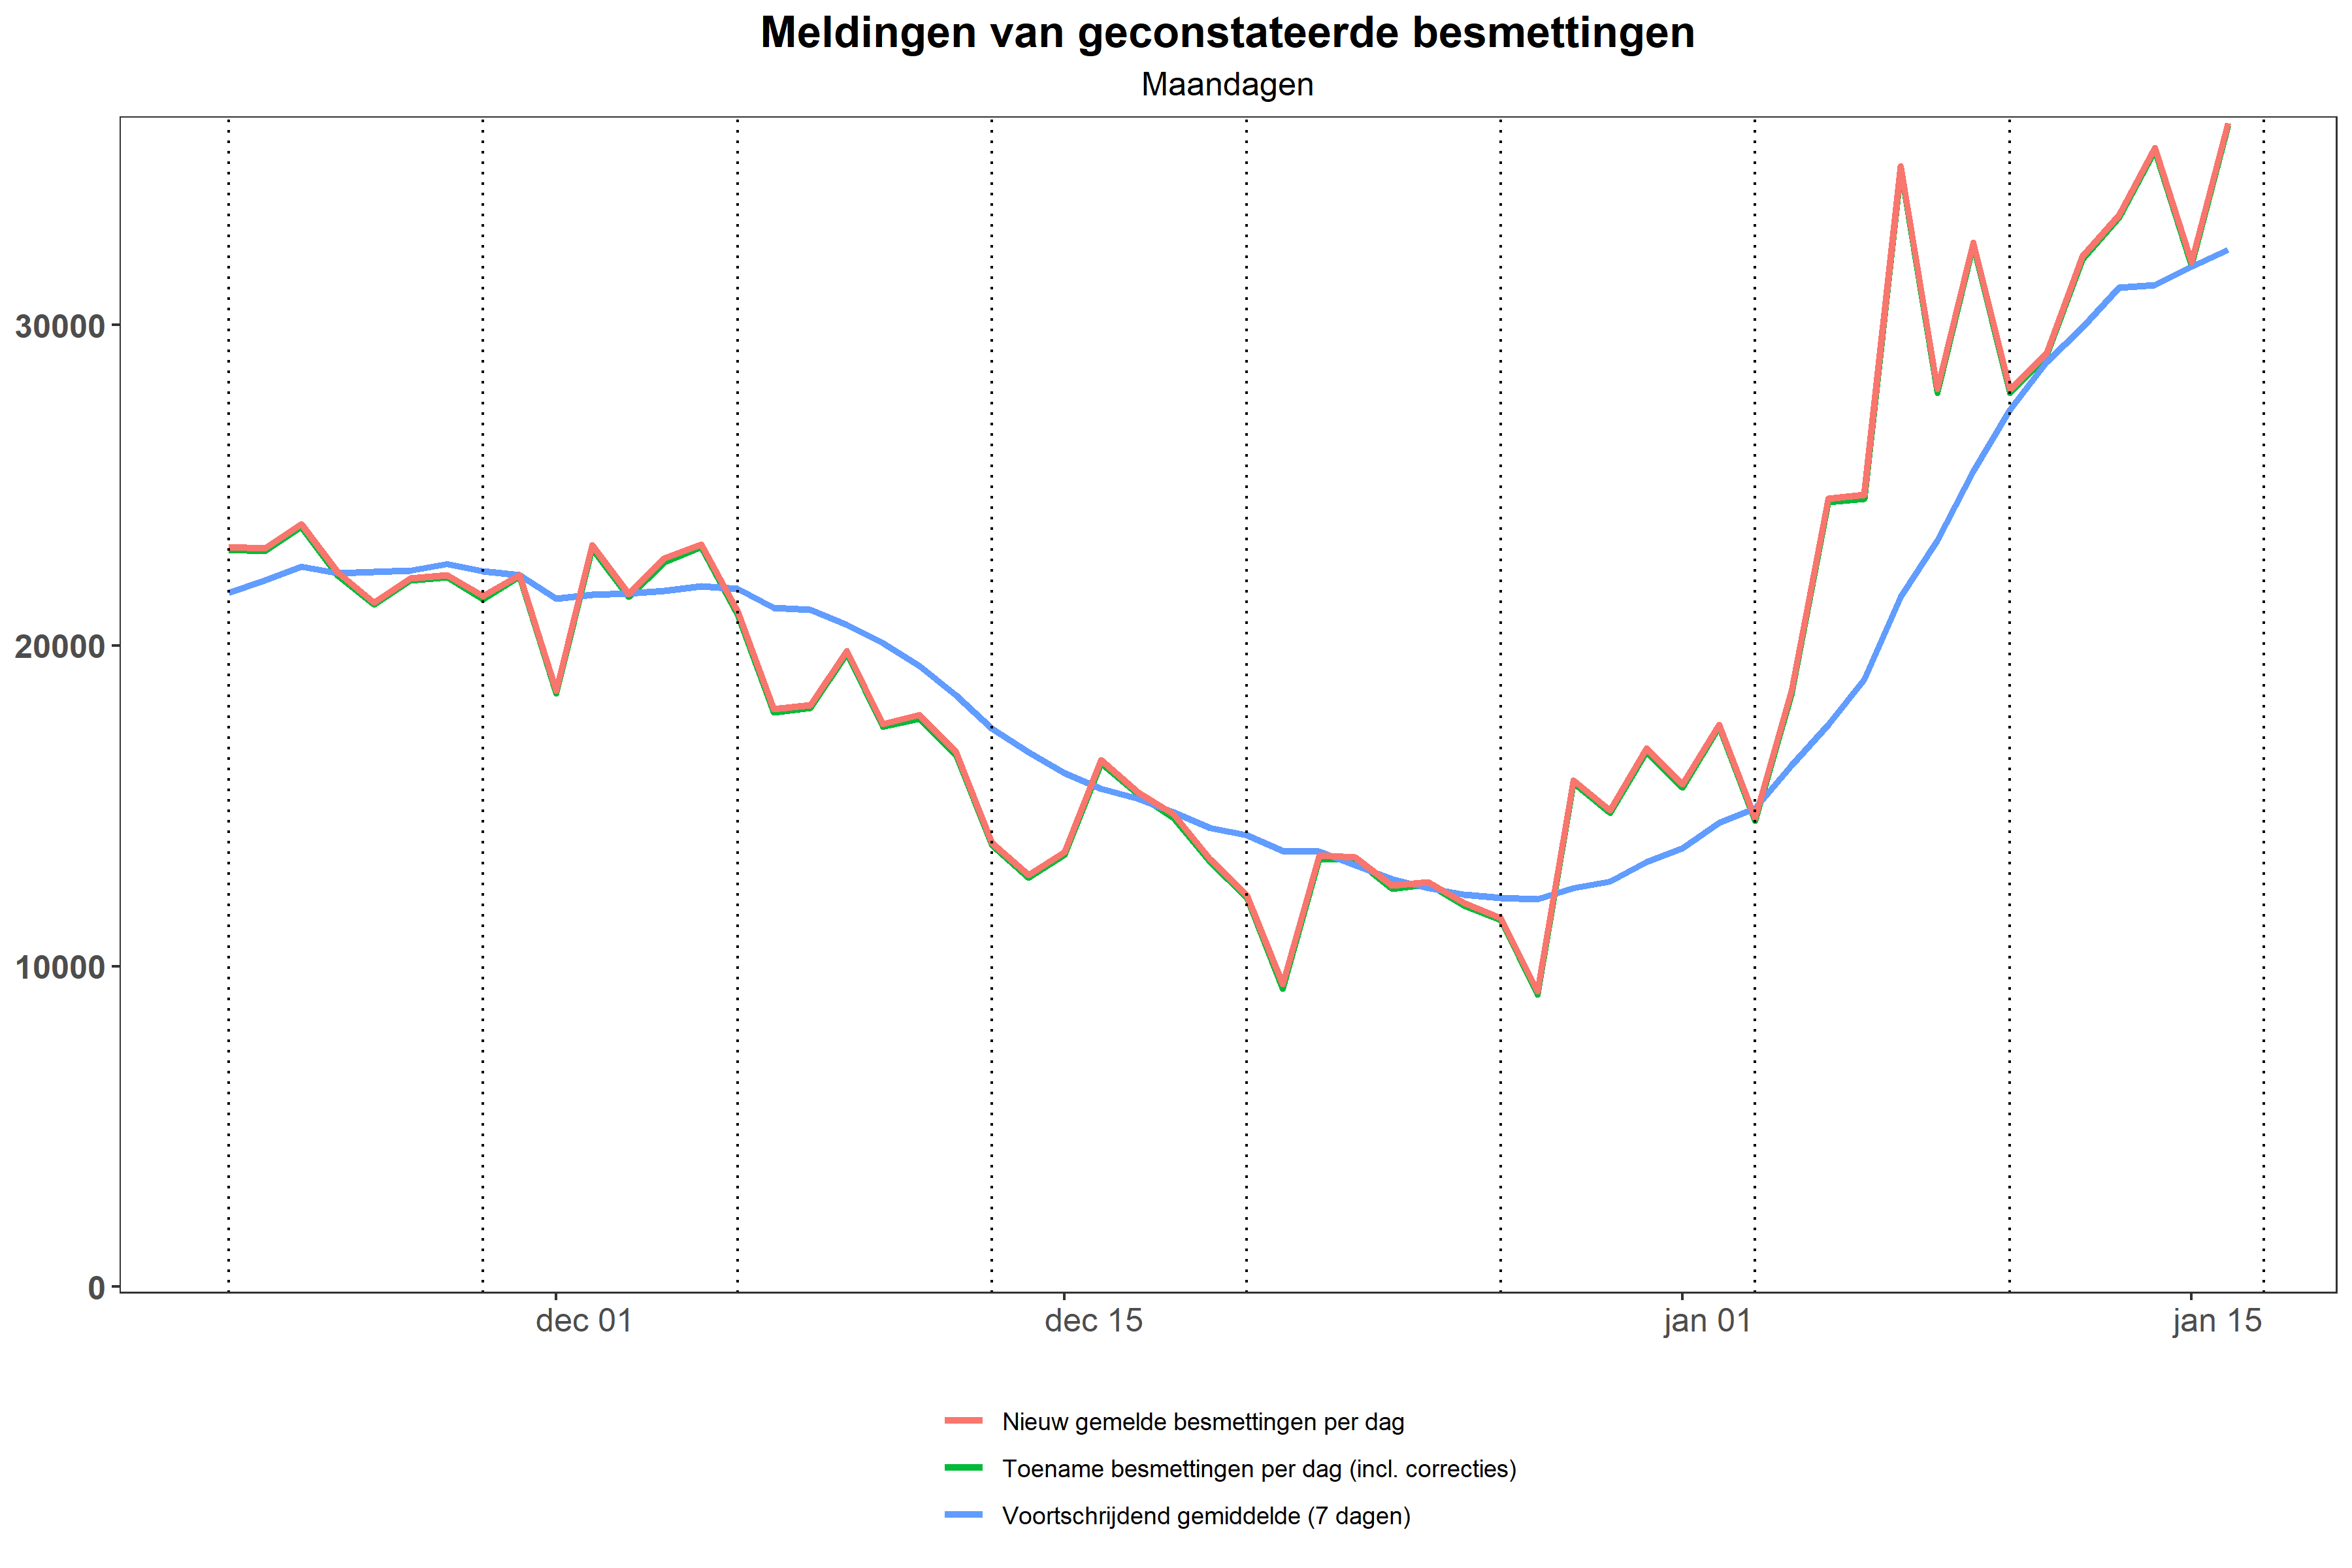 Meldingen van geconstateerde besmettingen
Maandagen
30000
20000
10000
0
dec 01
dec 15
jan 01
jan 15
Nieuw gemelde besmettingen per dag
Toename besmettingen per dag (incl. correcties)
Voortschrijdend gemiddelde (7 dagen)